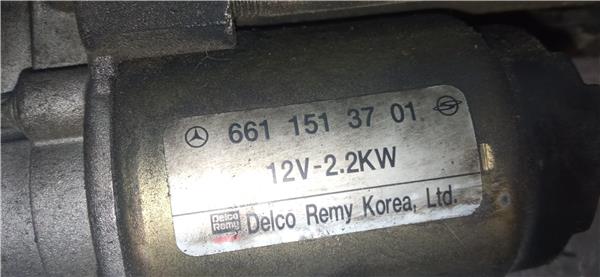 661 151 37 01
12V-2.2KW
Delco Remy Delco Remy Korea, Ltd.